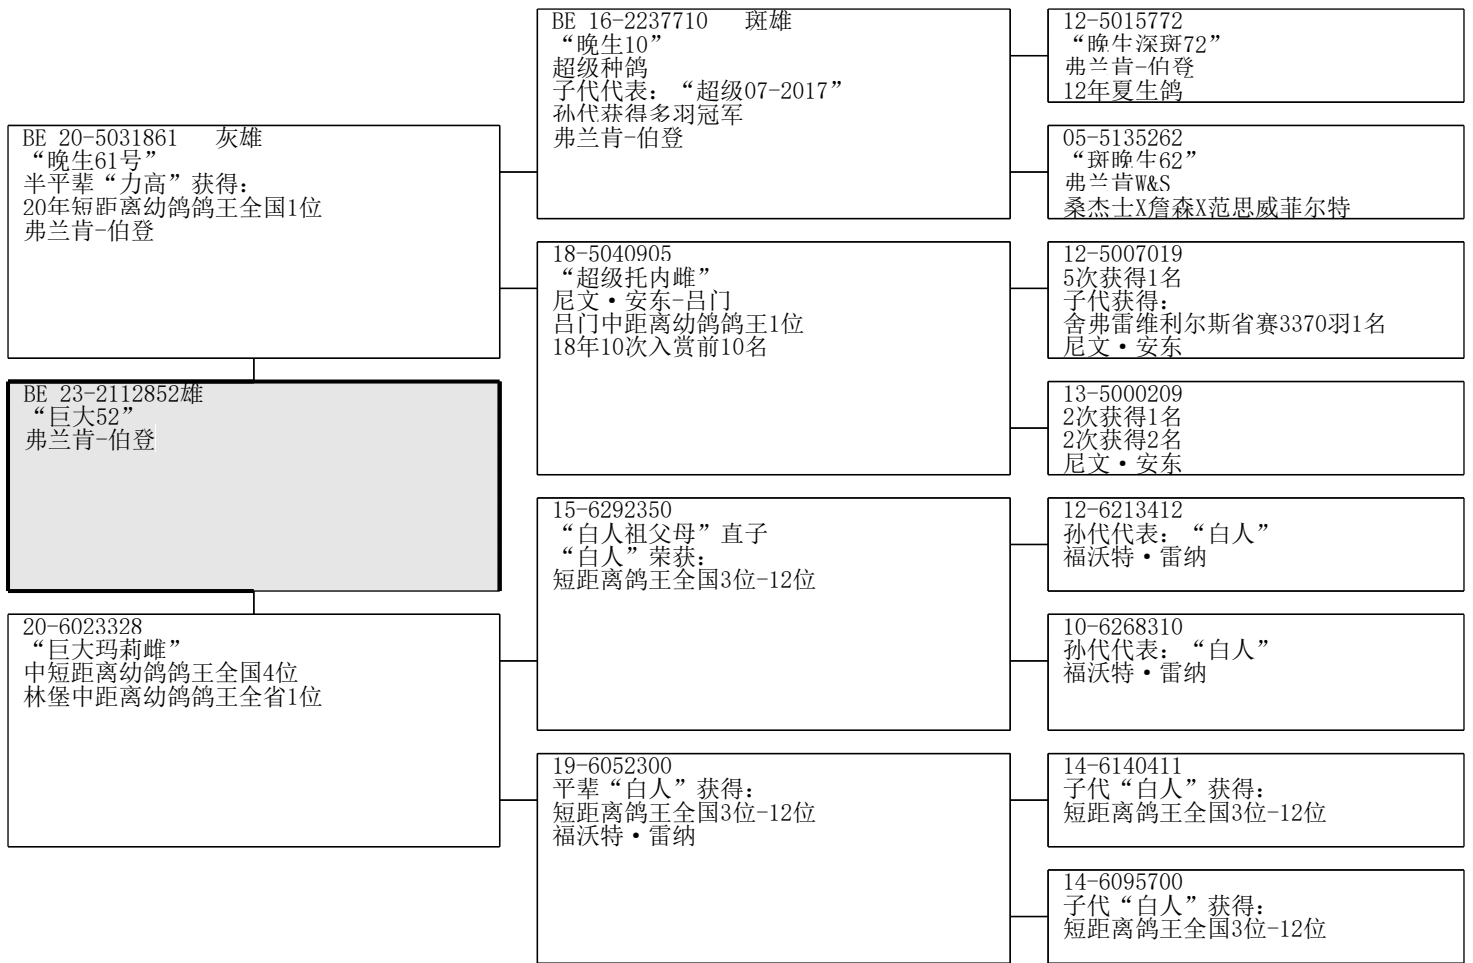 BE 16-2237710 斑雄
“晚生10”
超级种鸽
子代代表：“超级07-2017”
孙代获得多羽冠军
弗兰肯-伯登
12-5015772
“晚生深斑72”
弗兰肯-伯登
12年夏生鸽
BE 20-5031861 灰雄
“晚生61号”
半平辈“力高”获得：
20年短距离幼鸽鸽王全国1位
弗兰肯-伯登
05-5135262
“斑晚生62”
弗兰肯W&S
桑杰士X詹森X范思威菲尔特
18-5040905
“超级托内雌”
尼文·安东-吕门
吕门中距离幼鸽鸽王1位
18年10次入赏前10名
12-5007019
5次获得1名
子代获得：
舍弗雷维利尔斯省赛3370羽1名
尼文·安东
BE 23-2112852雄
“巨大52”
弗兰肯-伯登
13-5000209
2次获得1名
2次获得2名
尼文·安东
15-6292350
“白人祖父母”直子
“白人”荣获：
短距离鸽王全国3位-12位
12-6213412
孙代代表：“白人”
福沃特·雷纳
20-6023328
“巨大玛莉雌”
中短距离幼鸽鸽王全国4位
林堡中距离幼鸽鸽王全省1位
10-6268310
孙代代表：“白人”
福沃特·雷纳
19-6052300
平辈“白人”获得：
短距离鸽王全国3位-12位
福沃特·雷纳
14-6140411
子代“白人”获得：
短距离鸽王全国3位-12位
14-6095700
子代“白人”获得：
短距离鸽王全国3位-12位